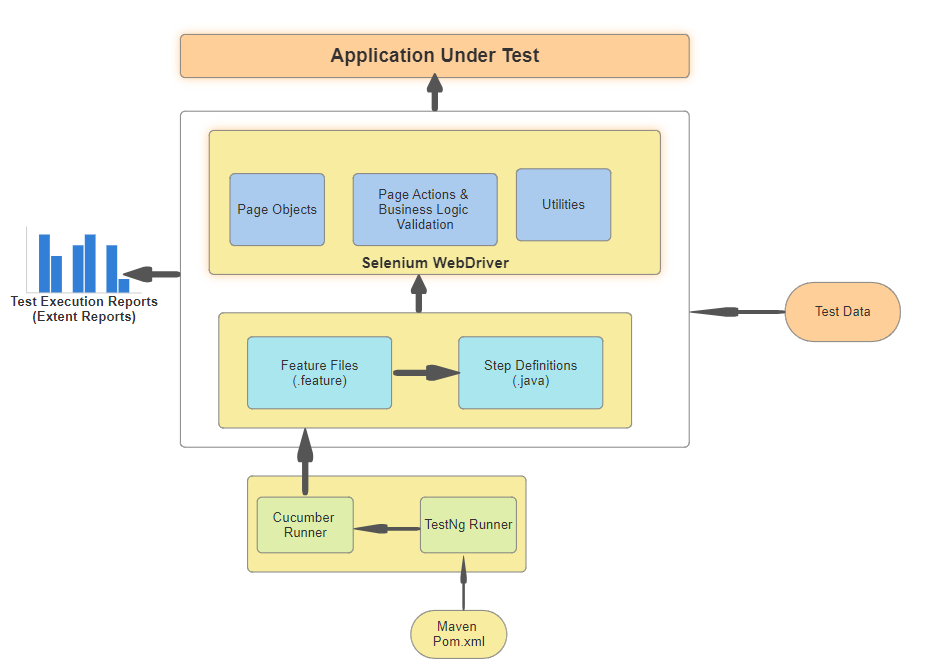 Application Under Test
Page Objects
Page Actions &
Business Logic
Validation
Utilities
Selenium WebDriver
Test Execution Reports
(Extent Reports)
Test Data
Feature Files
(.feature)
Step Definitions
(.java)
Cucumber
Runner
TestNg Runner
Maven
Pom.xml